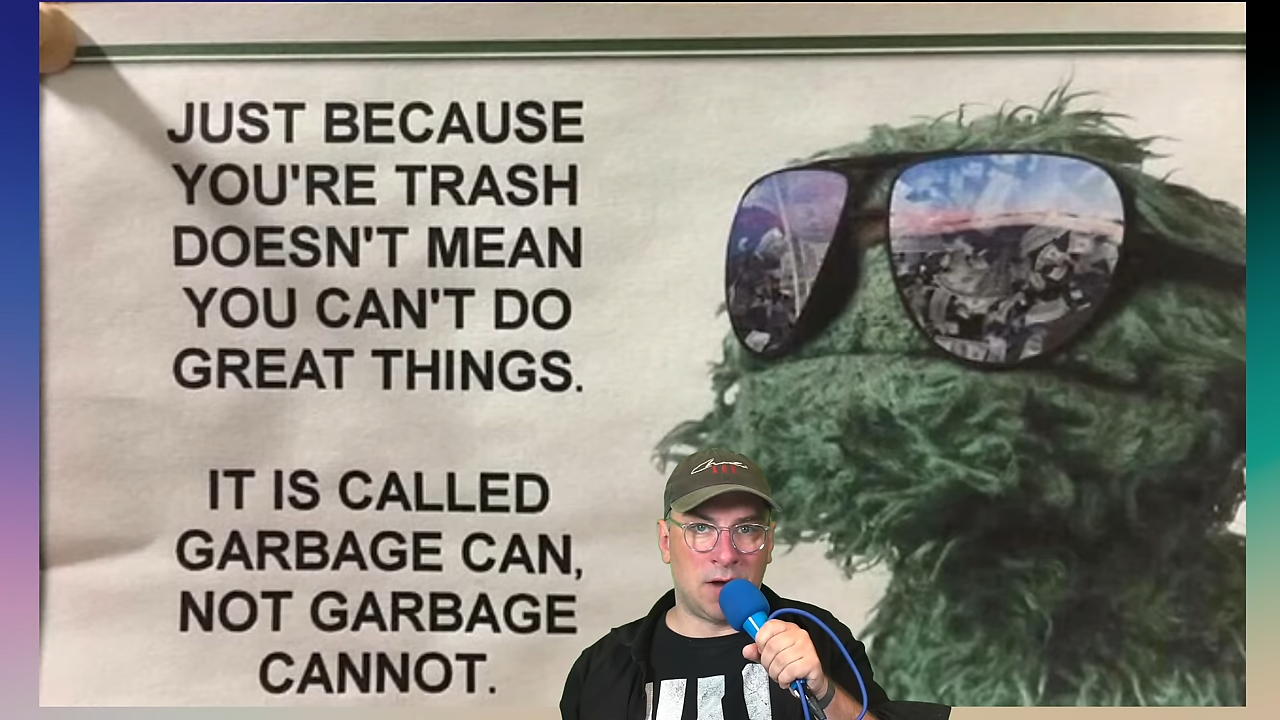 JUST BECAUSE
YOU'RE TRASH
DOESN'T MEAN
YOU CAN'T DO
GREAT THINGS.
IT IS CALLED
GARBAGE CAN,
NOT GARBAGE
CANNOT.